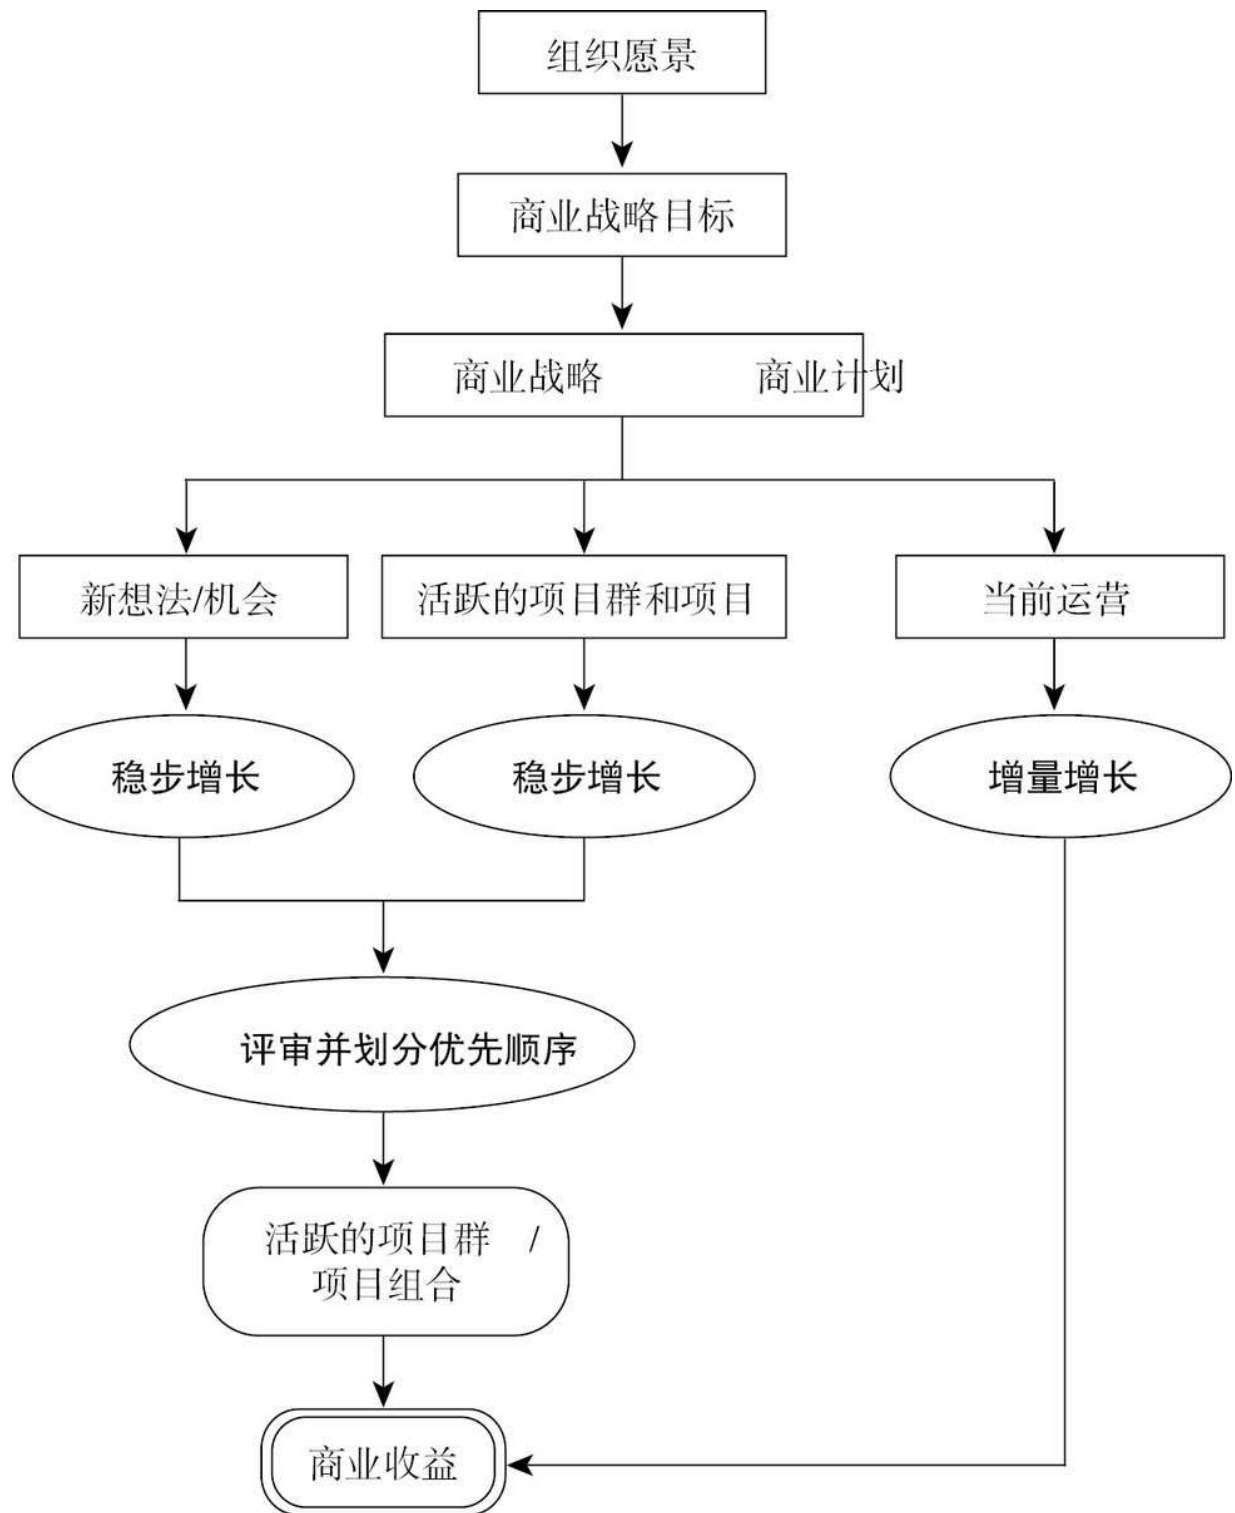 组织愿景
商业战略目标
商业战略 商业计划
新想法/机会 活跃的项目群和项目 当前运营
稳步增长 稳步增长 增量增长
评审并划分优先顺序
活跃的项目群 /
项目组合
商业收益